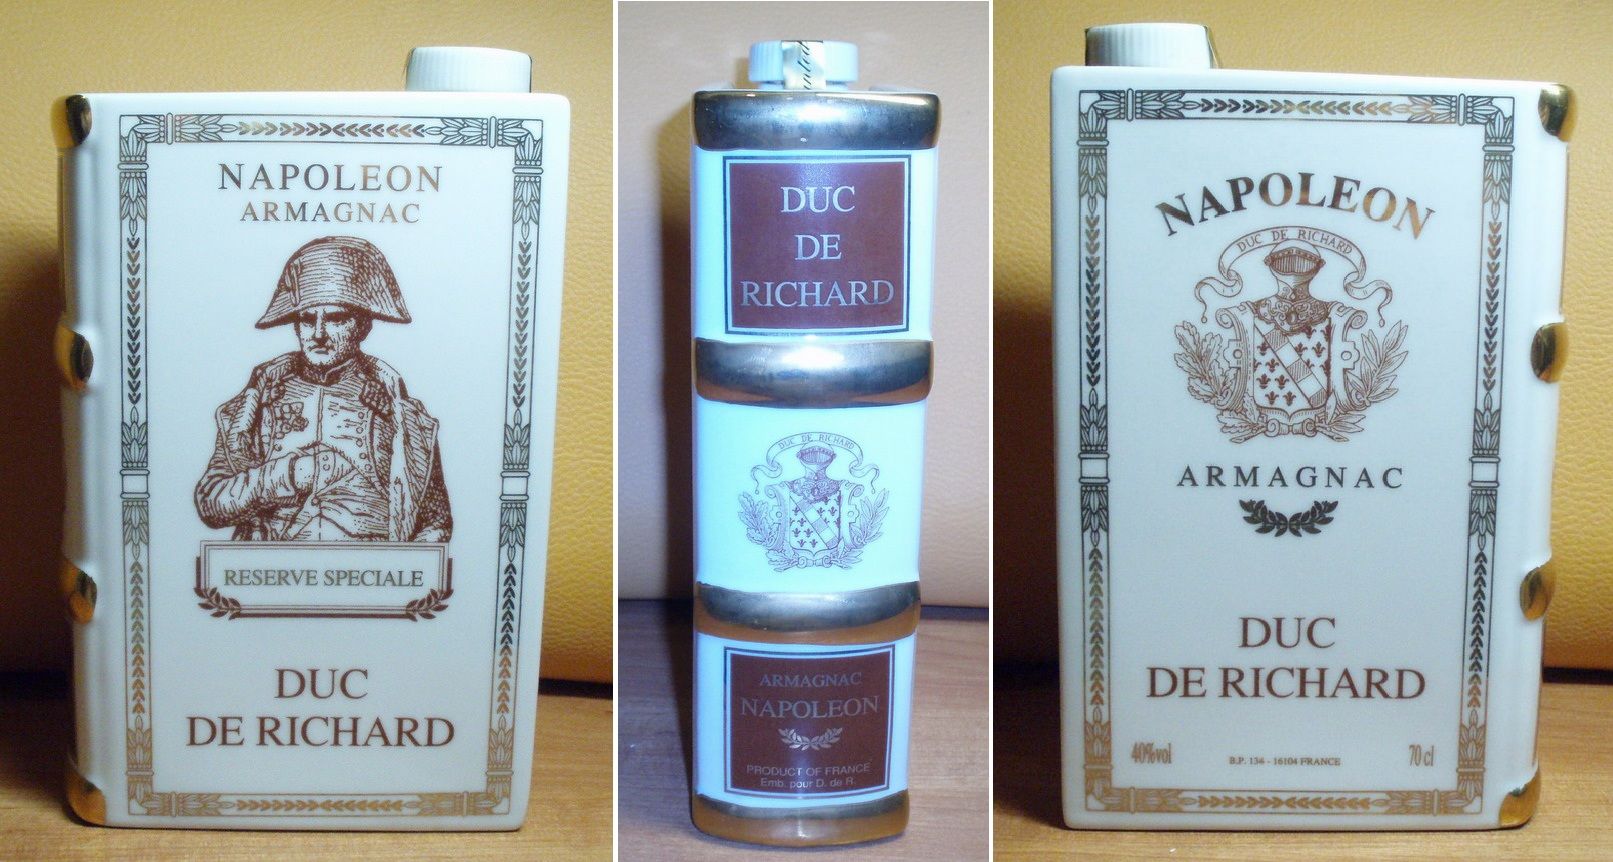 NAPOLEON
ARMAGNAC
RESERVE SPECIALE
DUC
DE RICHARD
DUC
DE
RICHARD
DUC DE RICHARD
ARMAGNAC
NAPOLEON
PRODUCT OF FRANCE
Emb. pour D. de R.
NAPOLEON
DUC DE RICHARD
ARMAGNAC
DUC
DE RICHARD
40%vol
B.P. 134 - 16104 FRANCE
70 cl